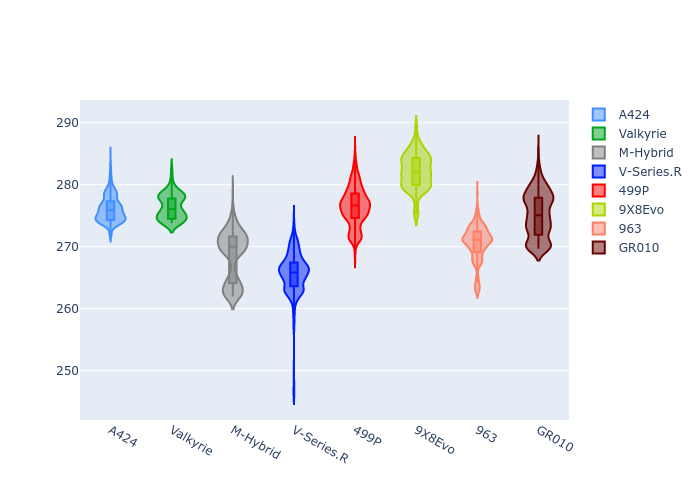 290
280
270
260
250
A424
Valkyrie
M-Hybrid
V-Series.R
499P
9X8Evo
963
GR010
A424
Valkyrie
M-Hybrid
V-Series.R
499P
9X8Evo
963
GR010